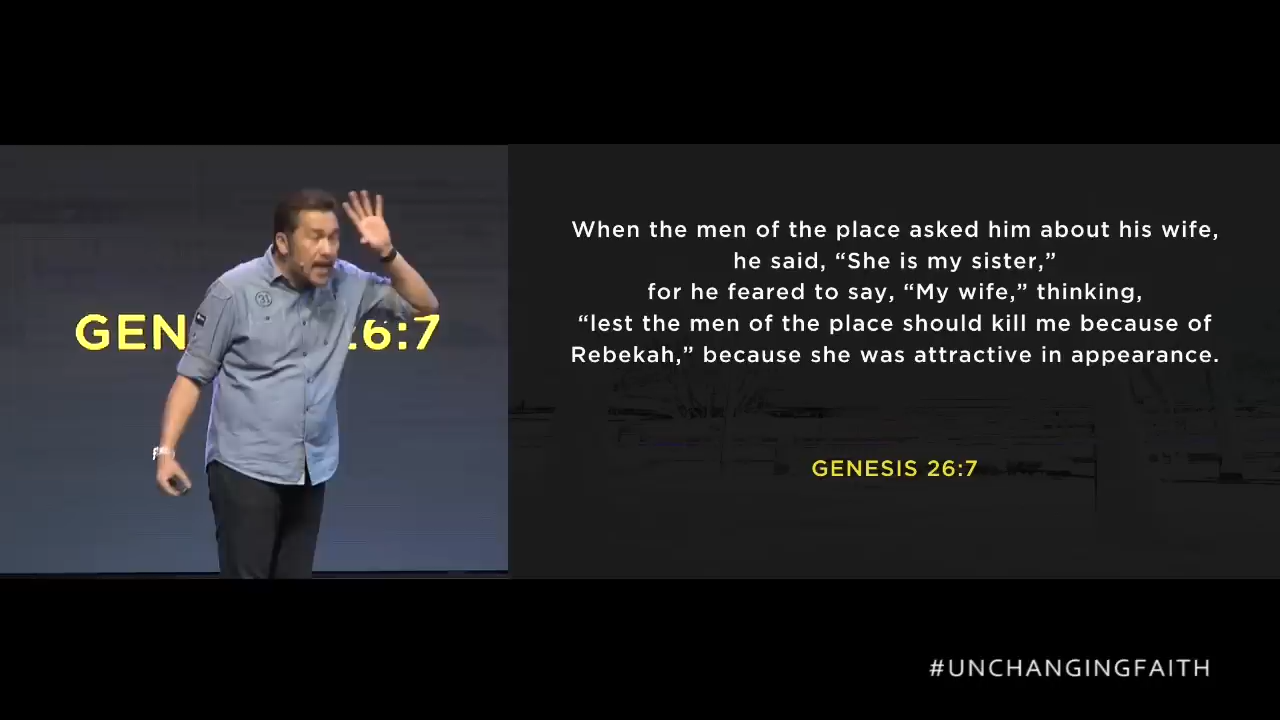 GEN 26:7
When the men of the place asked him about his wife,
he said, “She is my sister,”
for he feared to say, “My wife,” thinking,
“lest the men of the place should kill me because of
Rebekah,” because she was attractive in appearance.
GENESIS 26:7
#UNCHANGINGFAITH